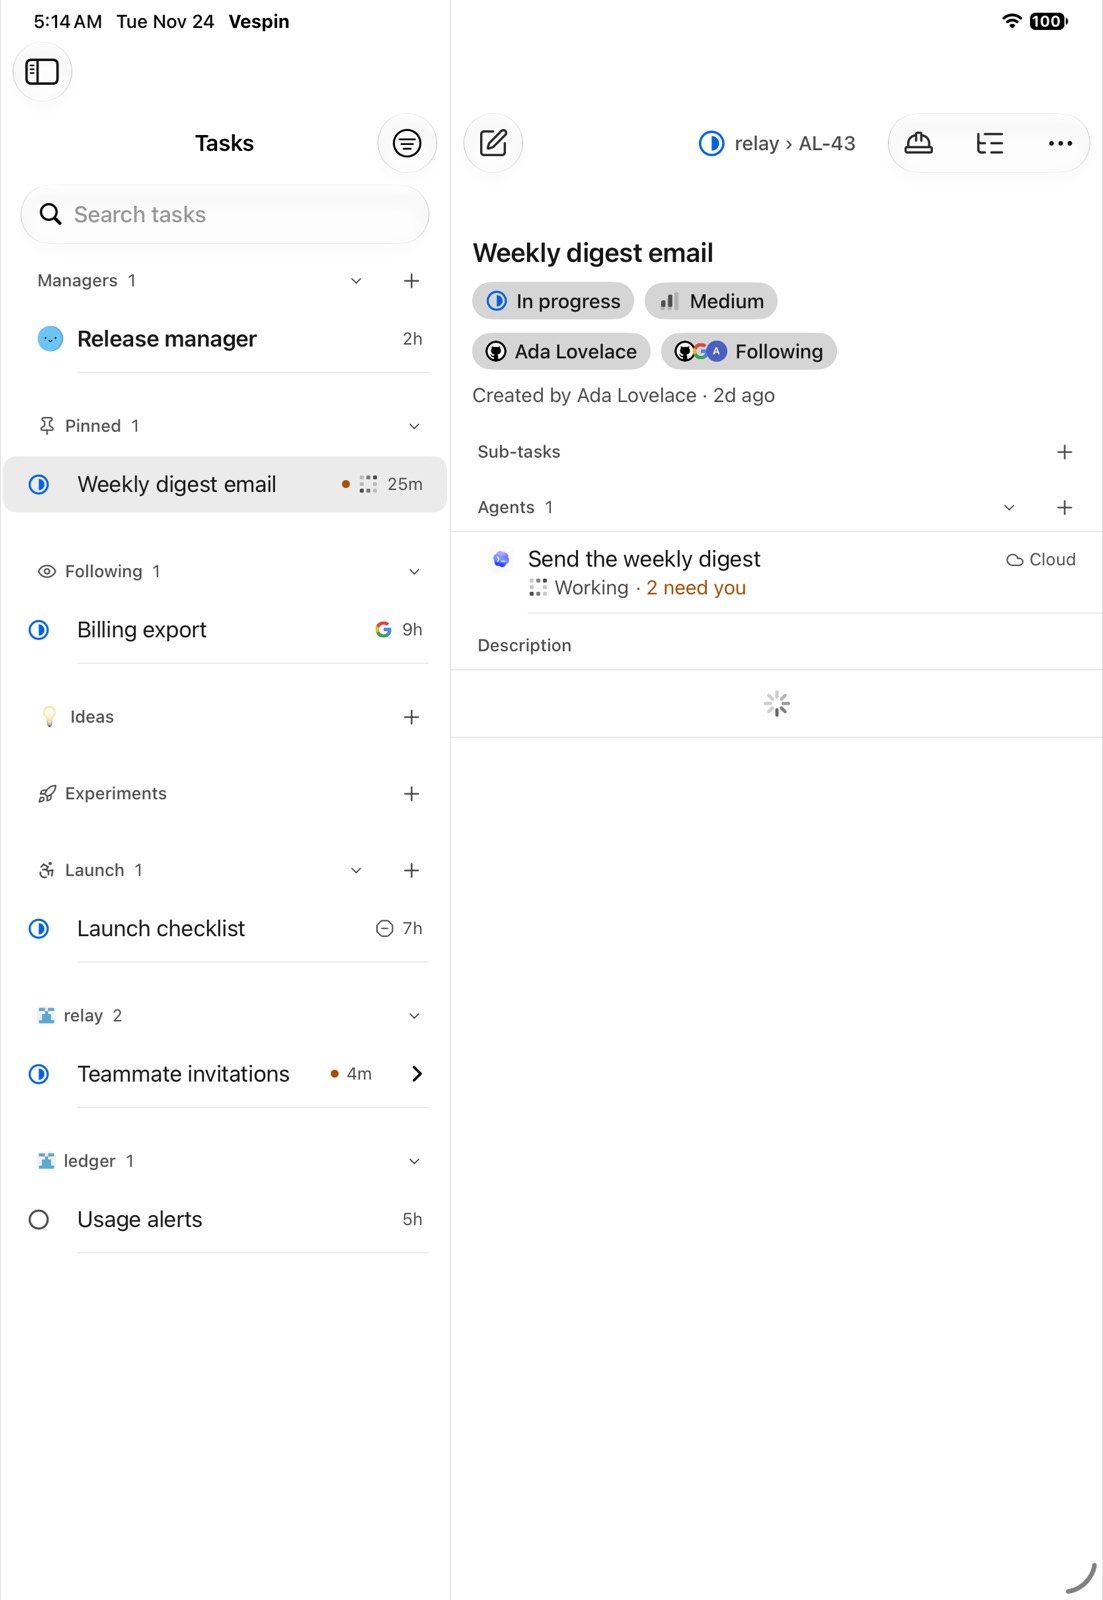 5:14 AM Tue Nov 24 Vespin
100
Tasks
Search tasks
Managers 1
Release manager 2h
Pinned 1
Weekly digest email 25m
Following 1
Billing export 9h
Ideas
Experiments
Launch 1
Launch checklist 7h
relay 2
Teammate invitations 4m
ledger 1
Usage alerts 5h
relay › AL-43
Weekly digest email
In progress Medium
Ada Lovelace A Following
Created by Ada Lovelace · 2d ago
Sub-tasks
Agents 1
Send the weekly digest Cloud
Working · 2 need you
Description